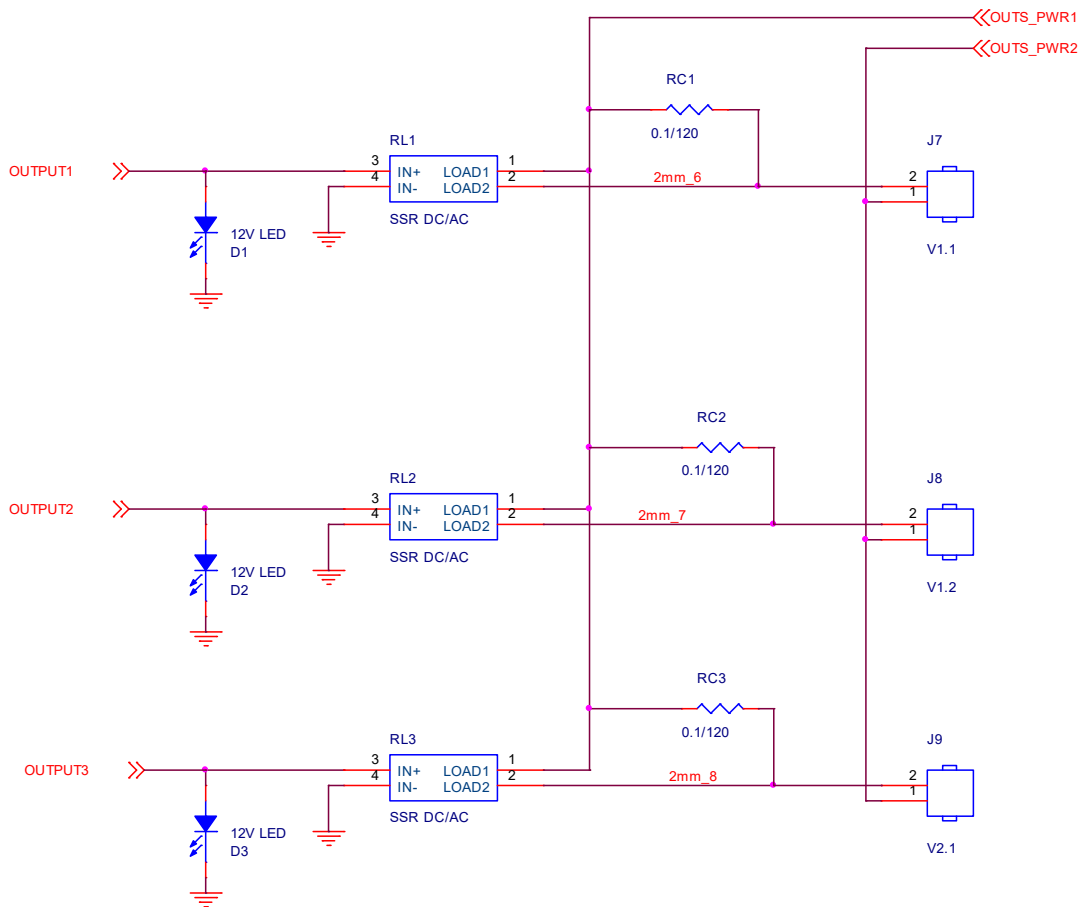 OUTS_PWR1
OUTS_PWR2
RC1
0.1/120
RL1
J7
OUTPUT1
3
IN+
LOAD1
1
4
IN-
LOAD2
2
2mm_6
2
1
SSR DC/AC
12V LED
D1
V1.1
RC2
0.1/120
RL2
J8
OUTPUT2
3
IN+
LOAD1
1
4
IN-
LOAD2
2
2mm_7
2
1
SSR DC/AC
12V LED
D2
V1.2
RC3
0.1/120
RL3
J9
OUTPUT3
3
IN+
LOAD1
1
4
IN-
LOAD2
2
2mm_8
2
1
SSR DC/AC
12V LED
D3
V2.1